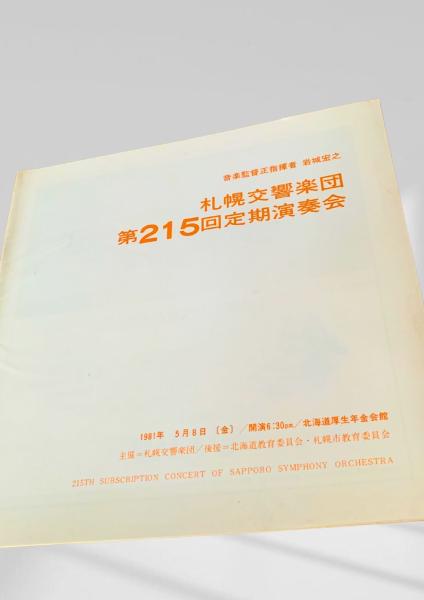 音楽監督正指揮者 岩城宏之
札幌交響楽団
第215回定期演奏会
1981年 5月8日 〔金〕／開演6:30pm／北海道厚生年金会館
主催＝札幌交響楽団／後援＝北海道教育委員会・札幌市教育委員会
215TH SUBSCRIPTION CONCERT OF SAPPORO SYMPHONY ORCHESTRA